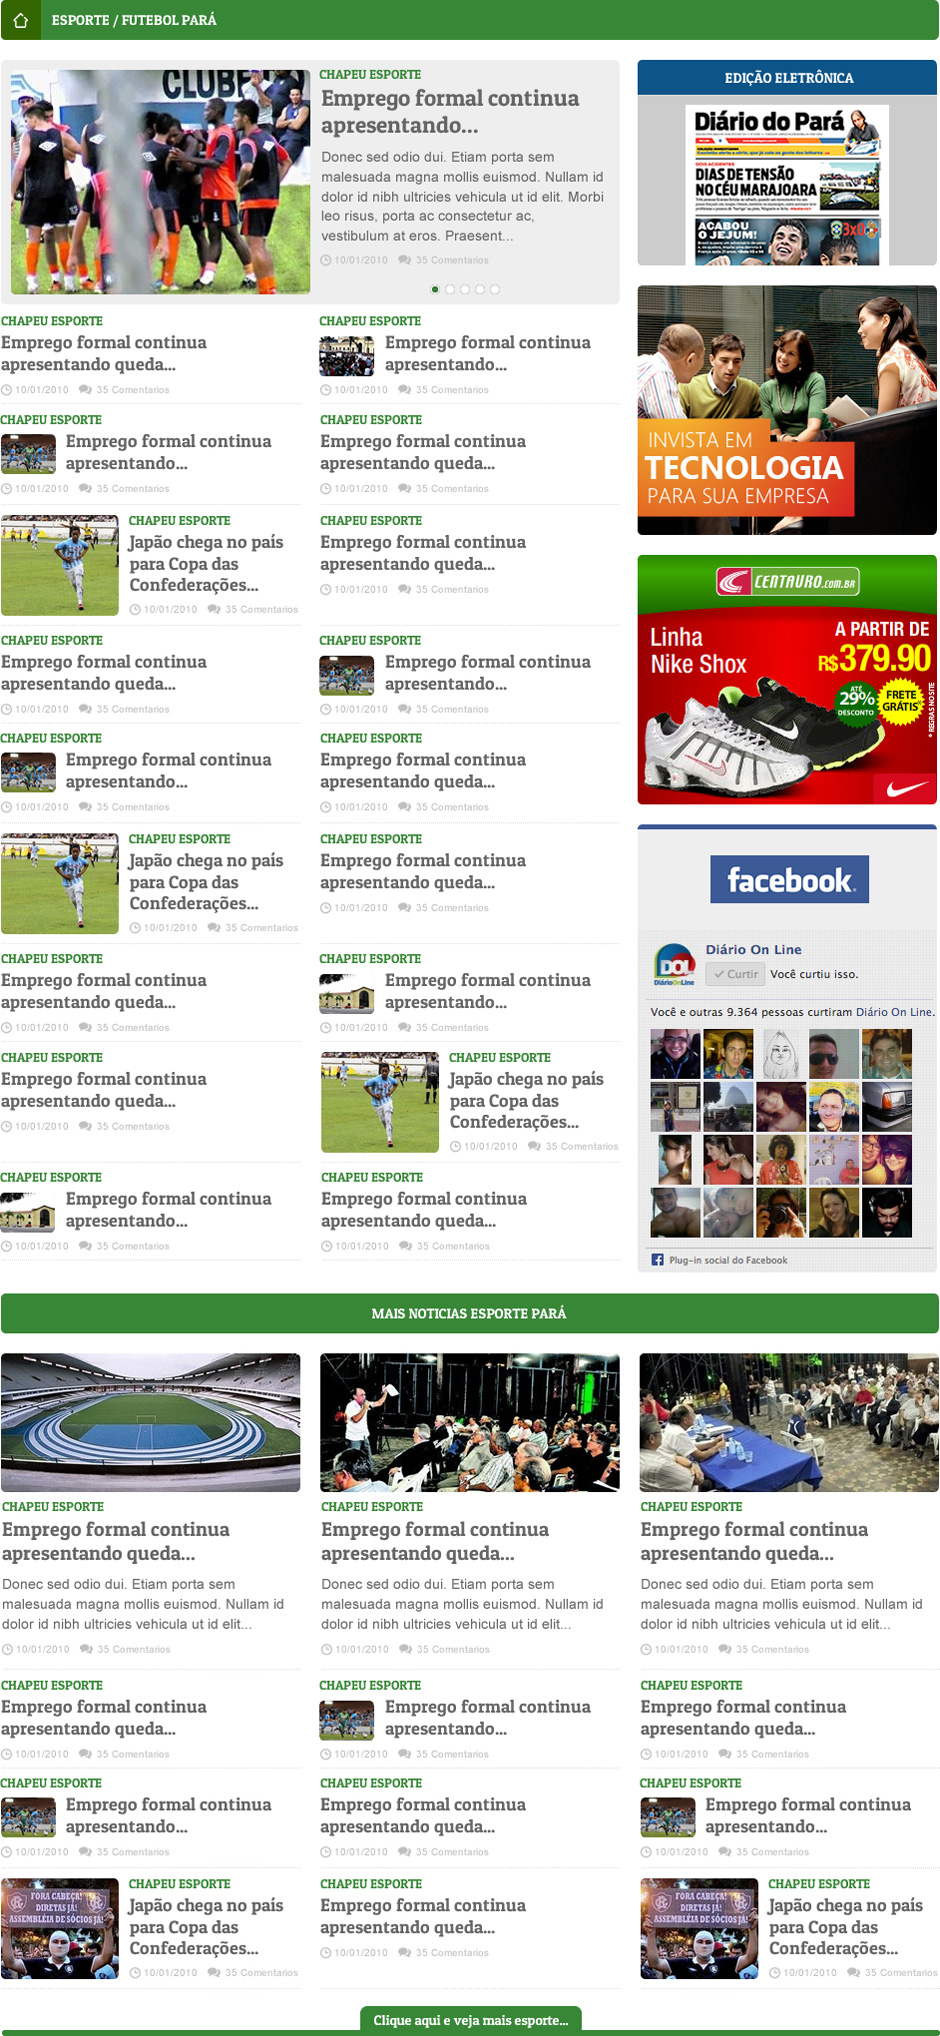 ESPORTE / FUTEBOL PARÁ
CLUBE
CHAPEU ESPORTE
Emprego formal continua
apresentando...
Donec sed odio dui. Etiam porta sem
malesuada magna mollis euismod. Nullam id
dolor id nibh ultricies vehicula ut id elit. Morbi
leo risus, porta ac consectetur ac,
vestibulum at eros. Praesent...
10/01/2010 35 Comentarios
CHAPEU ESPORTE
Emprego formal continua
apresentando queda...
10/01/2010 35 Comentarios
CHAPEU ESPORTE
Emprego formal continua
apresentando...
10/01/2010 35 Comentarios
CHAPEU ESPORTE
Emprego formal continua
apresentando...
10/01/2010 35 Comentarios
CHAPEU ESPORTE
Emprego formal continua
apresentando queda...
10/01/2010 35 Comentarios
CHAPEU ESPORTE
Japão chega no país
para Copa das
Confederações...
10/01/2010 35 Comentarios
CHAPEU ESPORTE
Emprego formal continua
apresentando queda...
10/01/2010 35 Comentarios
CHAPEU ESPORTE
Emprego formal continua
apresentando queda...
10/01/2010 35 Comentarios
CHAPEU ESPORTE
Emprego formal continua
apresentando...
10/01/2010 35 Comentarios
CHAPEU ESPORTE
Emprego formal continua
apresentando...
10/01/2010 35 Comentarios
CHAPEU ESPORTE
Emprego formal continua
apresentando queda...
10/01/2010 35 Comentarios
CHAPEU ESPORTE
Japão chega no país
para Copa das
Confederações...
10/01/2010 35 Comentarios
CHAPEU ESPORTE
Emprego formal continua
apresentando queda...
10/01/2010 35 Comentarios
CHAPEU ESPORTE
Emprego formal continua
apresentando queda...
10/01/2010 35 Comentarios
CHAPEU ESPORTE
Emprego formal continua
apresentando...
10/01/2010 35 Comentarios
CHAPEU ESPORTE
Emprego formal continua
apresentando queda...
10/01/2010 35 Comentarios
CHAPEU ESPORTE
Japão chega no país
para Copa das
Confederações...
10/01/2010 35 Comentarios
CHAPEU ESPORTE
Emprego formal continua
apresentando...
10/01/2010 35 Comentarios
CHAPEU ESPORTE
Emprego formal continua
apresentando queda...
10/01/2010 35 Comentarios
EDIÇÃO ELETRÔNICA
Diário do Pará
DOIS ACIDENTES
DIAS DE TENSÃO
NO CÉU MARAJOARA
ACABOU
O JEJUM!
3x0
INVISTA EM
TECNOLOGIA
PARA SUA EMPRESA
CENTAURO.COM.BR
Linha
Nike Shox
A PARTIR DE
R$379.90
ATÉ
29%
DESCONTO
FRETE
GRÁTIS*
* REGRAS NO SITE
facebook
DOL
DiárioOnLine
Diário On Line
Curtir Você curtiu isso.
Você e outras 9.364 pessoas curtiram Diário On Line.
Plug-in social do Facebook
MAIS NOTICIAS ESPORTE PARÁ
CHAPEU ESPORTE
Emprego formal continua
apresentando queda...
Donec sed odio dui. Etiam porta sem
malesuada magna mollis euismod. Nullam id
dolor id nibh ultricies vehicula ut id elit...
10/01/2010 35 Comentarios
CHAPEU ESPORTE
Emprego formal continua
apresentando queda...
Donec sed odio dui. Etiam porta sem
malesuada magna mollis euismod. Nullam id
dolor id nibh ultricies vehicula ut id elit...
10/01/2010 35 Comentarios
CHAPEU ESPORTE
Emprego formal continua
apresentando queda...
Donec sed odio dui. Etiam porta sem
malesuada magna mollis euismod. Nullam id
dolor id nibh ultricies vehicula ut id elit...
10/01/2010 35 Comentarios
CHAPEU ESPORTE
Emprego formal continua
apresentando queda...
10/01/2010 35 Comentarios
CHAPEU ESPORTE
Emprego formal continua
apresentando...
10/01/2010 35 Comentarios
CHAPEU ESPORTE
Emprego formal continua
apresentando queda...
10/01/2010 35 Comentarios
CHAPEU ESPORTE
Emprego formal continua
apresentando...
10/01/2010 35 Comentarios
CHAPEU ESPORTE
Emprego formal continua
apresentando queda...
10/01/2010 35 Comentarios
CHAPEU ESPORTE
Emprego formal continua
apresentando...
10/01/2010 35 Comentarios
FORA CABEÇA!
DIRETAS JÁ!
ASSEMBLÉIA DE SÓCIOS JÁ!
CHAPEU ESPORTE
Japão chega no país
para Copa das
Confederações...
10/01/2010 35 Comentarios
CHAPEU ESPORTE
Emprego formal continua
apresentando queda...
10/01/2010 35 Comentarios
FORA CABEÇA!
DIRETAS JÁ!
ASSEMBLÉIA DE SÓCIOS JÁ!
CHAPEU ESPORTE
Japão chega no país
para Copa das
Confederações...
10/01/2010 35 Comentarios
Clique aqui e veja mais esporte...